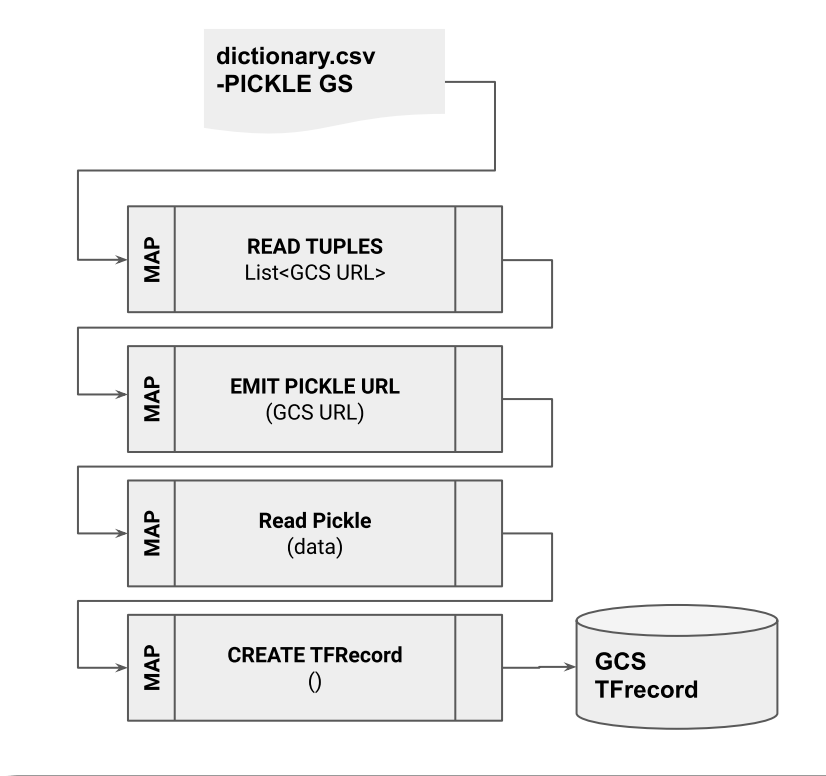 dictionary.csv
-PICKLE GS
MAP
READ TUPLES
List<GCS URL>
MAP
EMIT PICKLE URL
(GCS URL)
MAP
Read Pickle
(data)
MAP
CREATE TFRecord
()
GCS
TFrecord